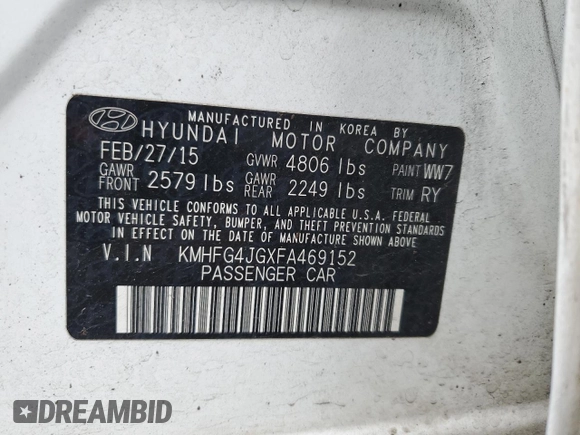 MANUFACTURED IN KOREA BY
HYUNDAI MOTOR COMPANY
FEB/27/15 GVWR 4806 lbs PAINT WW7
GAWR FRONT 2579 lbs GAWR REAR 2249 lbs TRIM RY
THIS VEHICLE CONFORMS TO ALL APPLICABLE U.S.A. FEDERAL
MOTOR VEHICLE SAFETY, BUMPER, AND THEFT PREVENTION STANDARDS
IN EFFECT ON THE DATE OF MANUFACTURE SHOWN ABOVE.
V.I.N KMHFG4JGXFA469152
PASSENGER CAR
DREAMBID